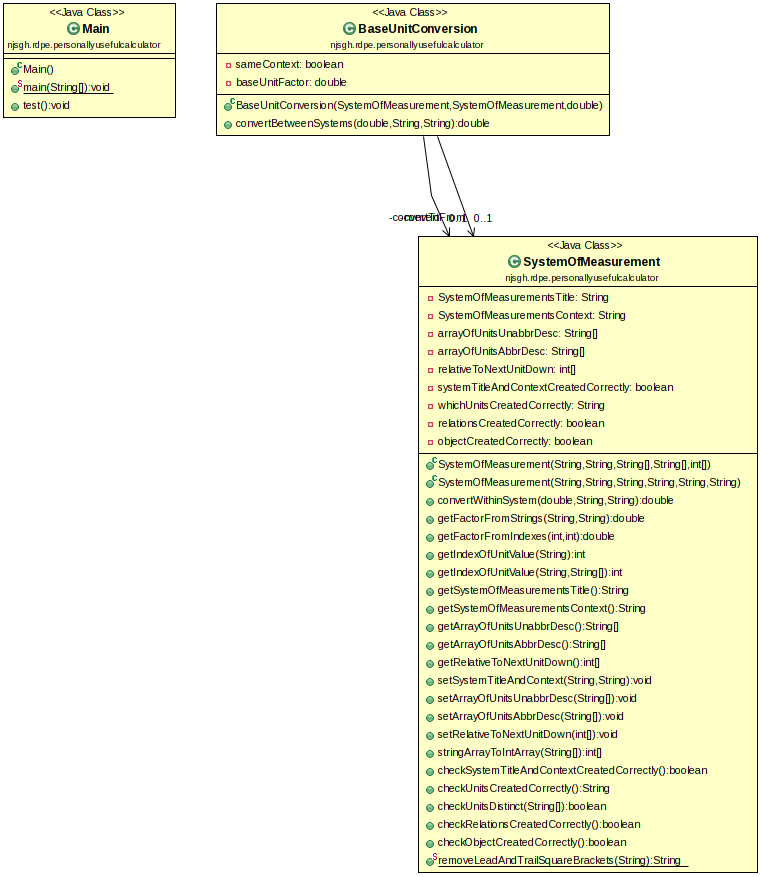 <<Java Class>>
Main
njsgh.rdpe.personallyusefulcalculator
Main()
main(String[]):void
test():void
<<Java Class>>
BaseUnitConversion
njsgh.rdpe.personallyusefulcalculator
sameContext: boolean
baseUnitFactor: double
BaseUnitConversion(SystemOfMeasurement,SystemOfMeasurement,double)
convertBetweenSystems(double,String,String):double
0..1
<<Java Class>>
SystemOfMeasurement
njsgh.rdpe.personallyusefulcalculator
SystemOfMeasurementsTitle: String
SystemOfMeasurementsContext: String
arrayOfUnitsUnabbrDesc: String[]
arrayOfUnitsAbbrDesc: String[]
relativeToNextUnitDown: int[]
systemTitleAndContextCreatedCorrectly: boolean
whichUnitsCreatedCorrectly: String
relationsCreatedCorrectly: boolean
objectCreatedCorrectly: boolean
SystemOfMeasurement(String,String,String[],String[],int[])
SystemOfMeasurement(String,String,String,String,String,String)
convertWithinSystem(double,String,String):double
getFactorFromStrings(String,String):double
getFactorFromIndexes(int,int):double
getIndexOfUnitValue(String):int
getIndexOfUnitValue(String,String[]):int
getSystemOfMeasurementsTitle():String
getSystemOfMeasurementsContext():String
getArrayOfUnitsUnabbrDesc():String[]
getArrayOfUnitsAbbrDesc():String[]
getRelativeToNextUnitDown():int[]
setSystemTitleAndContext(String,String):void
setArrayOfUnitsUnabbrDesc(String[]):void
setArrayOfUnitsAbbrDesc(String[]):void
setRelativeToNextUnitDown(int[]):void
stringArrayToIntArray(String[]):int[]
checkSystemTitleAndContextCreatedCorrectly():boolean
checkUnitsCreatedCorrectly():String
checkUnitsDistinct(String[]):boolean
checkRelationsCreatedCorrectly():boolean
checkObjectCreatedCorrectly():boolean
removeLeadAndTrailSquareBrackets(String):String